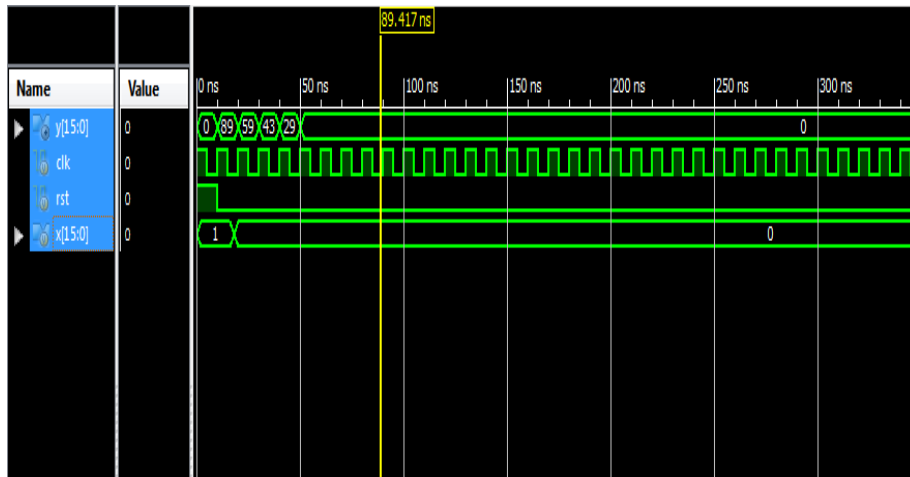 89.417 ns
Name Value 0 ns 50 ns 100 ns 150 ns 200 ns 250 ns 300 ns
y[15:0] 0 0 89 59 43 29 0
clk 0
rst 0
x[15:0] 0 1 0